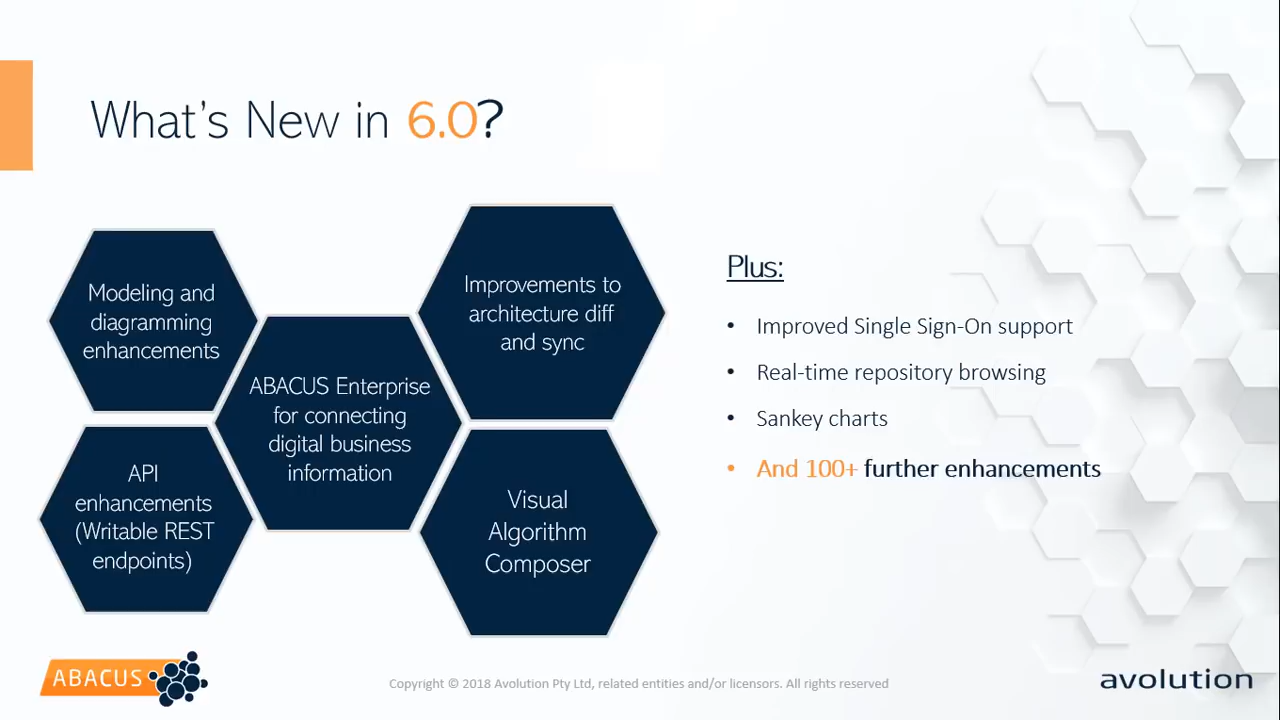 What's New in 6.0?
Modeling and
diagramming
enhancements
API
enhancements
(Writable REST
endpoints)
ABACUS Enterprise
for connecting
digital business
information
Improvements to
architecture diff
and sync
Visual
Algorithm
Composer
Plus:
• Improved Single Sign-On support
• Real-time repository browsing
• Sankey charts
• And 100+ further enhancements
ABACUS
Copyright © 2018 Avolution Pty Ltd, related entities and/or licensors. All rights reserved
avolution